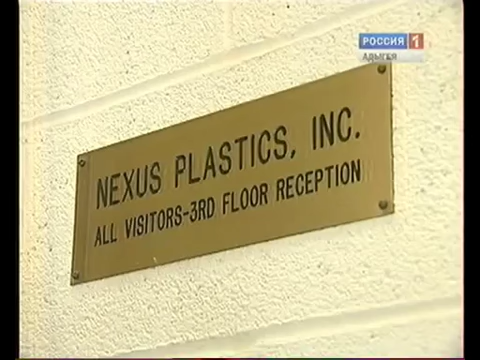 РОССИЯ 1
АДЫГЕЯ
NEXUS PLASTICS, INC.
ALL VISITORS-3RD FLOOR RECEPTION